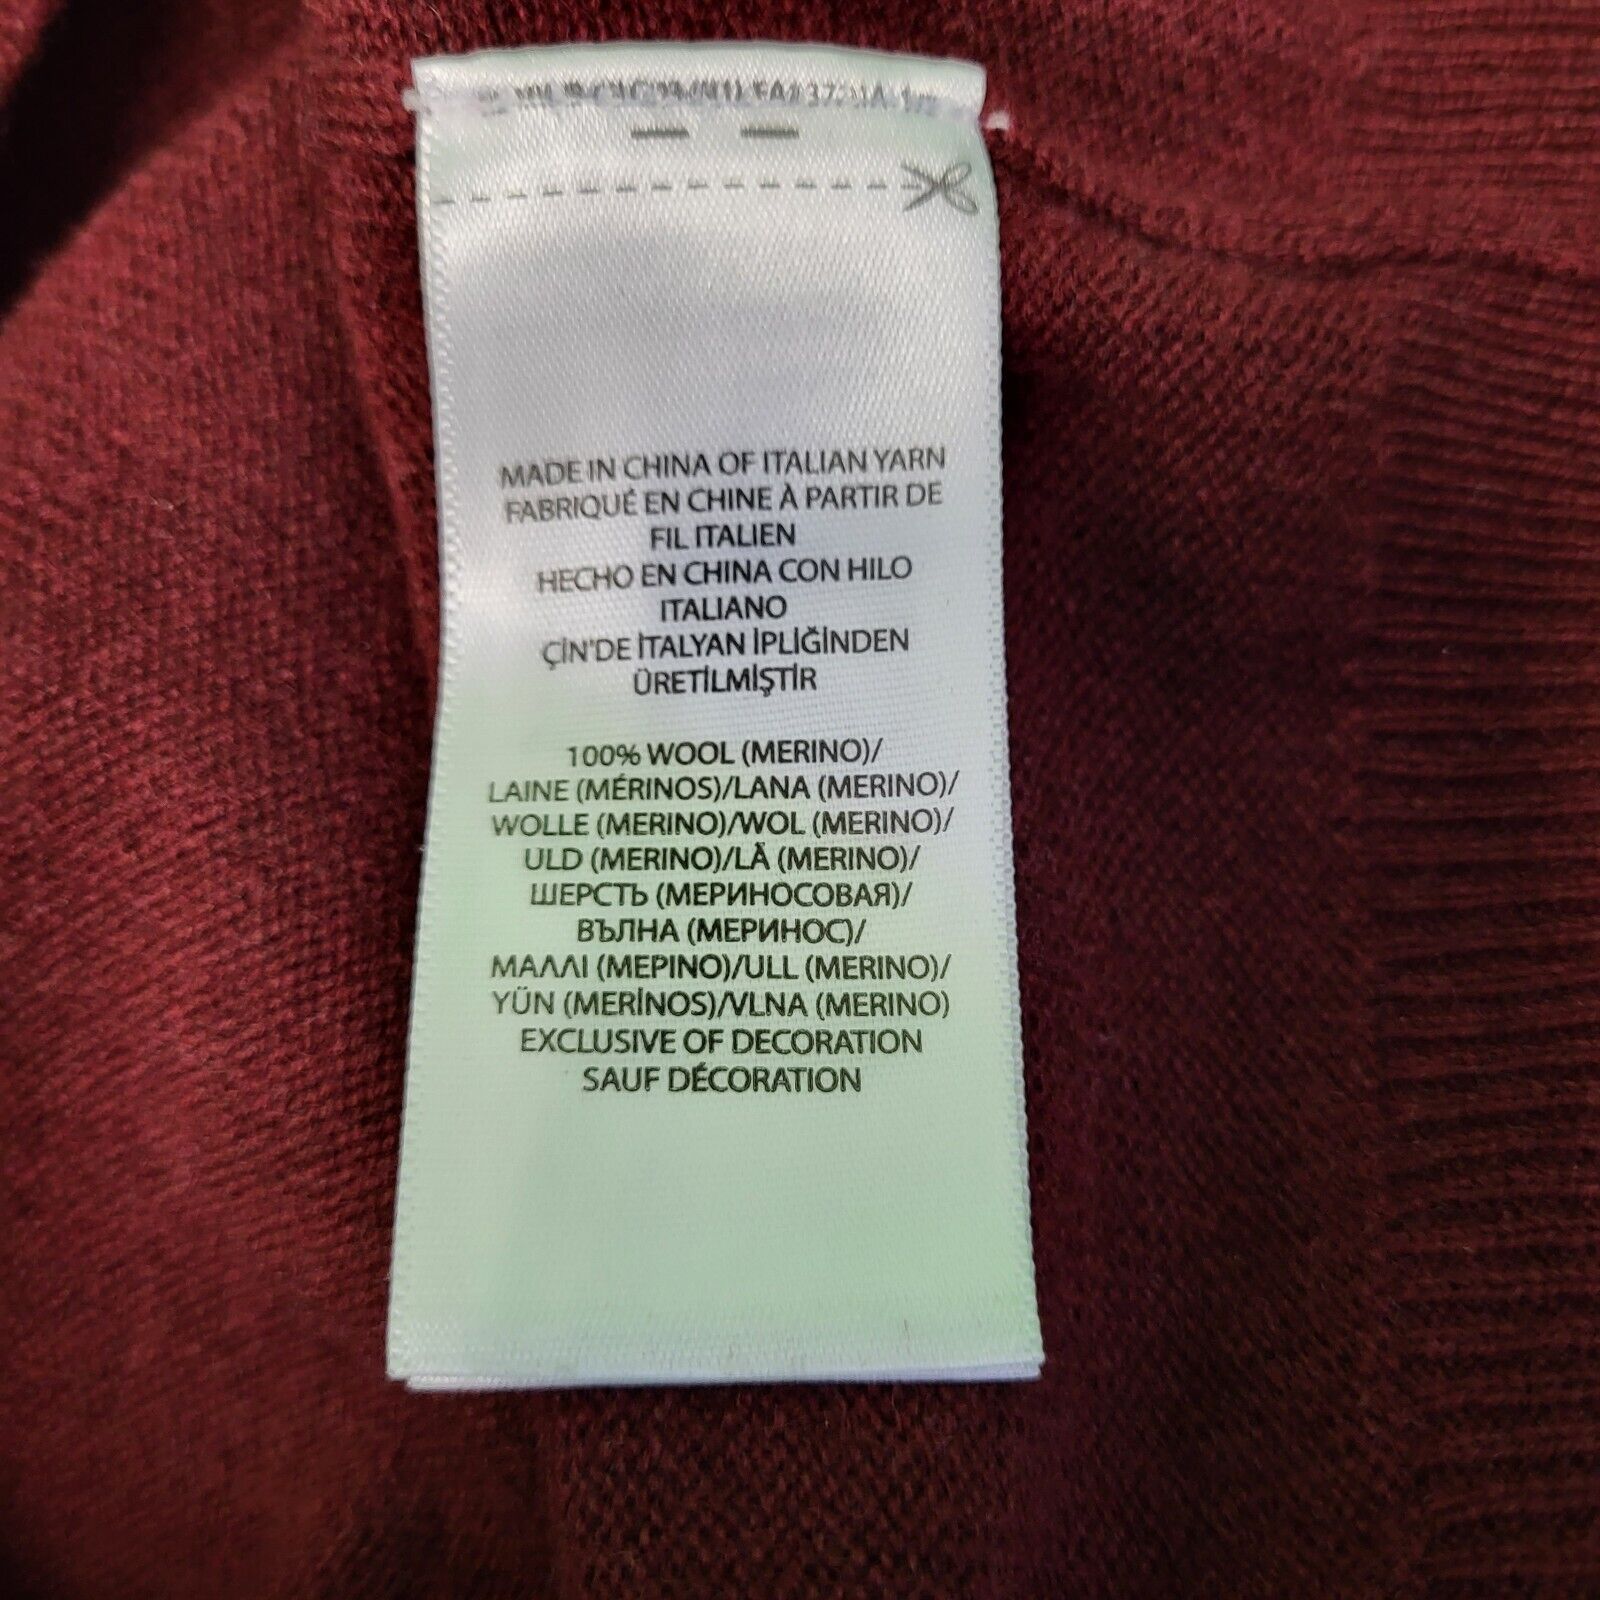 MADE IN CHINA OF ITALIAN YARN
FABRIQUÉ EN CHINE À PARTIR DE
FIL ITALIEN
HECHO EN CHINA CON HILO
ITALIANO
ÇİN'DE İTALYAN İPLİĞİNDEN
ÜRETİLMİŞTİR
100% WOOL (MERINO)/
LAINE (MÉRINOS)/LANA (MERINO)/
WOLLE (MERINO)/WOL (MERINO)/
ULD (MERINO)/LÃ (MERINO)/
ШЕРСТЬ (МЕРИНОСОВАЯ)/
ВЪЛНА (МЕРИНОС)/
ΜΑΛΛΙ (ΜΕΡΙΝΟ)/ULL (MERINO)/
YÜN (MERİNOS)/VLNA (MERINO)
EXCLUSIVE OF DECORATION
SAUF DÉCORATION